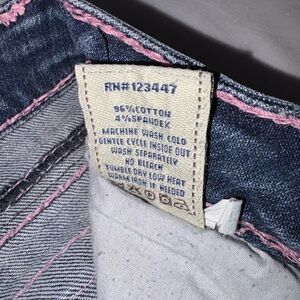 RN#123447
96%COTTON
4%SPANDEX
MACHINE WASH COLD
GENTLE CYCLE INSIDE OUT
WASH SEPARATELY
NO BLEACH
TUMBLE DRY LOW HEAT
WARM IRON IF NEEDED